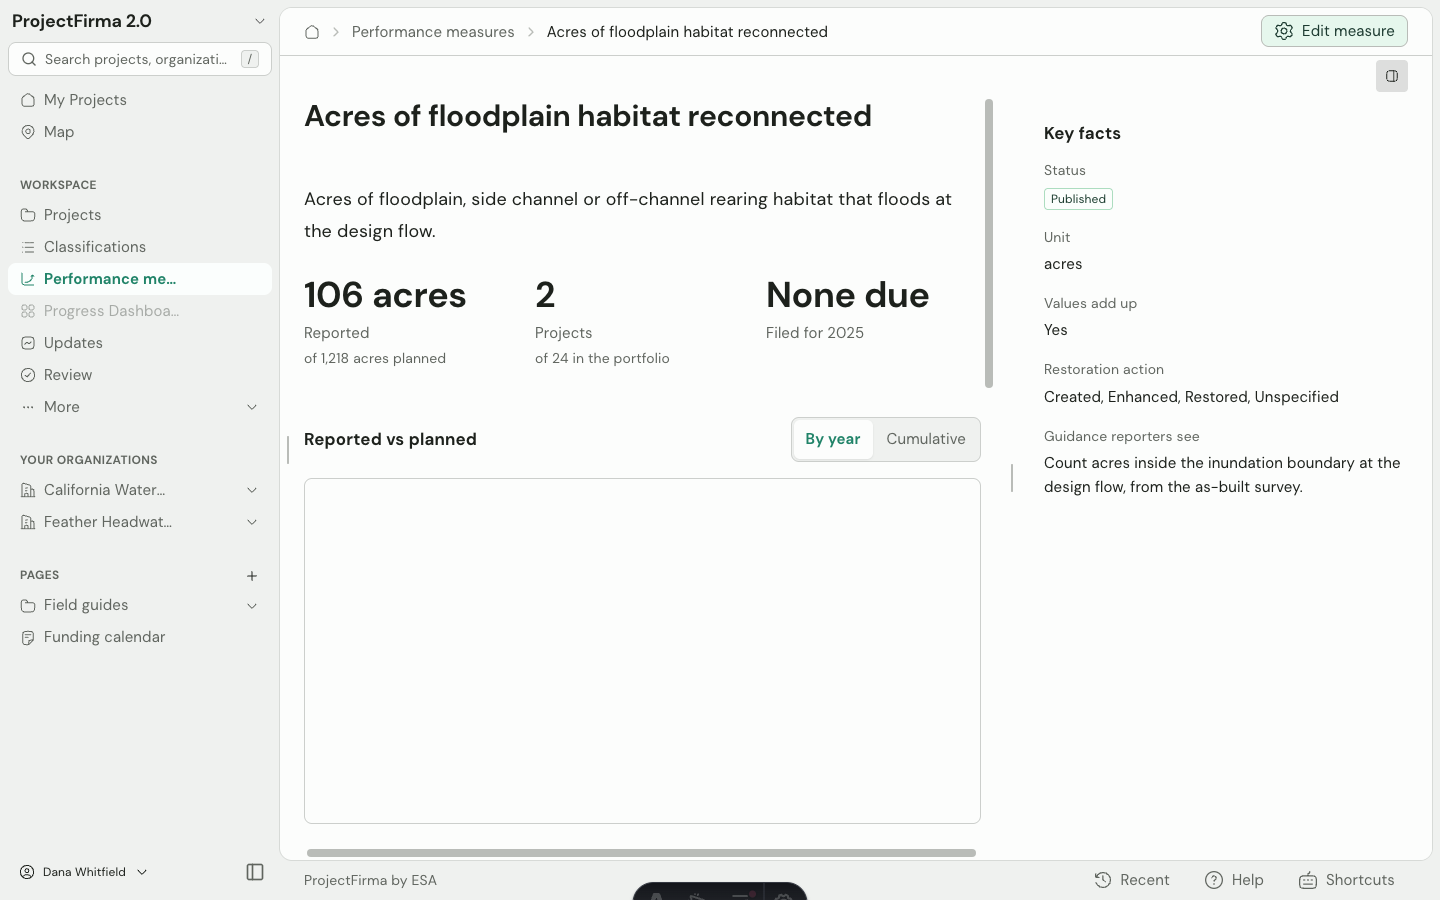 ProjectFirma 2.0
Search projects, organizati...
/
My Projects
Map
WORKSPACE
Projects
Classifications
Performance me...
Progress Dashboa...
Updates
Review
More
YOUR ORGANIZATIONS
California Water...
Feather Headwat...
PAGES
Field guides
Funding calendar
Dana Whitfield
Performance measures
Acres of floodplain habitat reconnected
Edit measure
Acres of floodplain habitat reconnected
Acres of floodplain, side channel or off-channel rearing habitat that floods at
the design flow.
106 acres
Reported
of 1,218 acres planned
2
Projects
of 24 in the portfolio
None due
Filed for 2025
Reported vs planned
By year
Cumulative
Key facts
Status
Published
Unit
acres
Values add up
Yes
Restoration action
Created, Enhanced, Restored, Unspecified
Guidance reporters see
Count acres inside the inundation boundary at the
design flow, from the as-built survey.
ProjectFirma by ESA
Recent
Help
Shortcuts